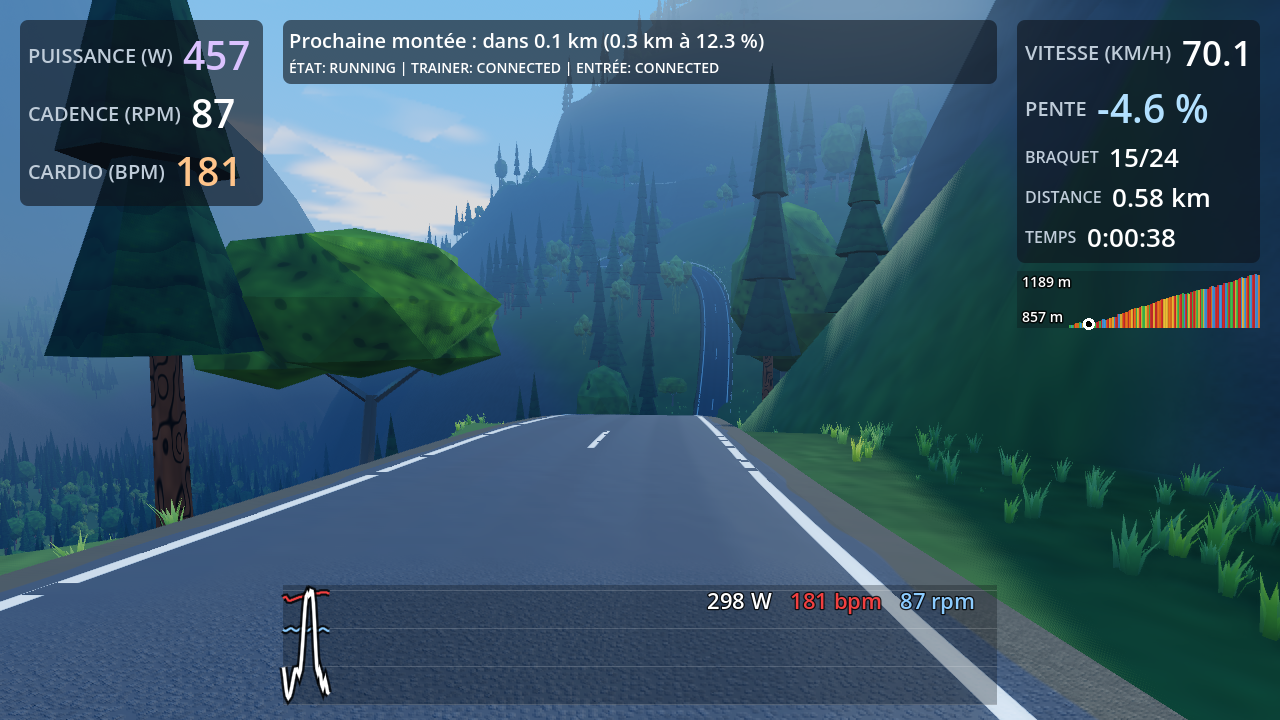 PUISSANCE (W) 457
CADENCE (RPM) 87
CARDIO (BPM) 181
Prochaine montée : dans 0.1 km (0.3 km à 12.3 %)
ÉTAT: RUNNING | TRAINER: CONNECTED | ENTRÉE: CONNECTED
VITESSE (KM/H) 70.1
PENTE -4.6 %
BRAQUET 15/24
DISTANCE 0.58 km
TEMPS 0:00:38
1189 m
857 m
298 W 181 bpm 87 rpm